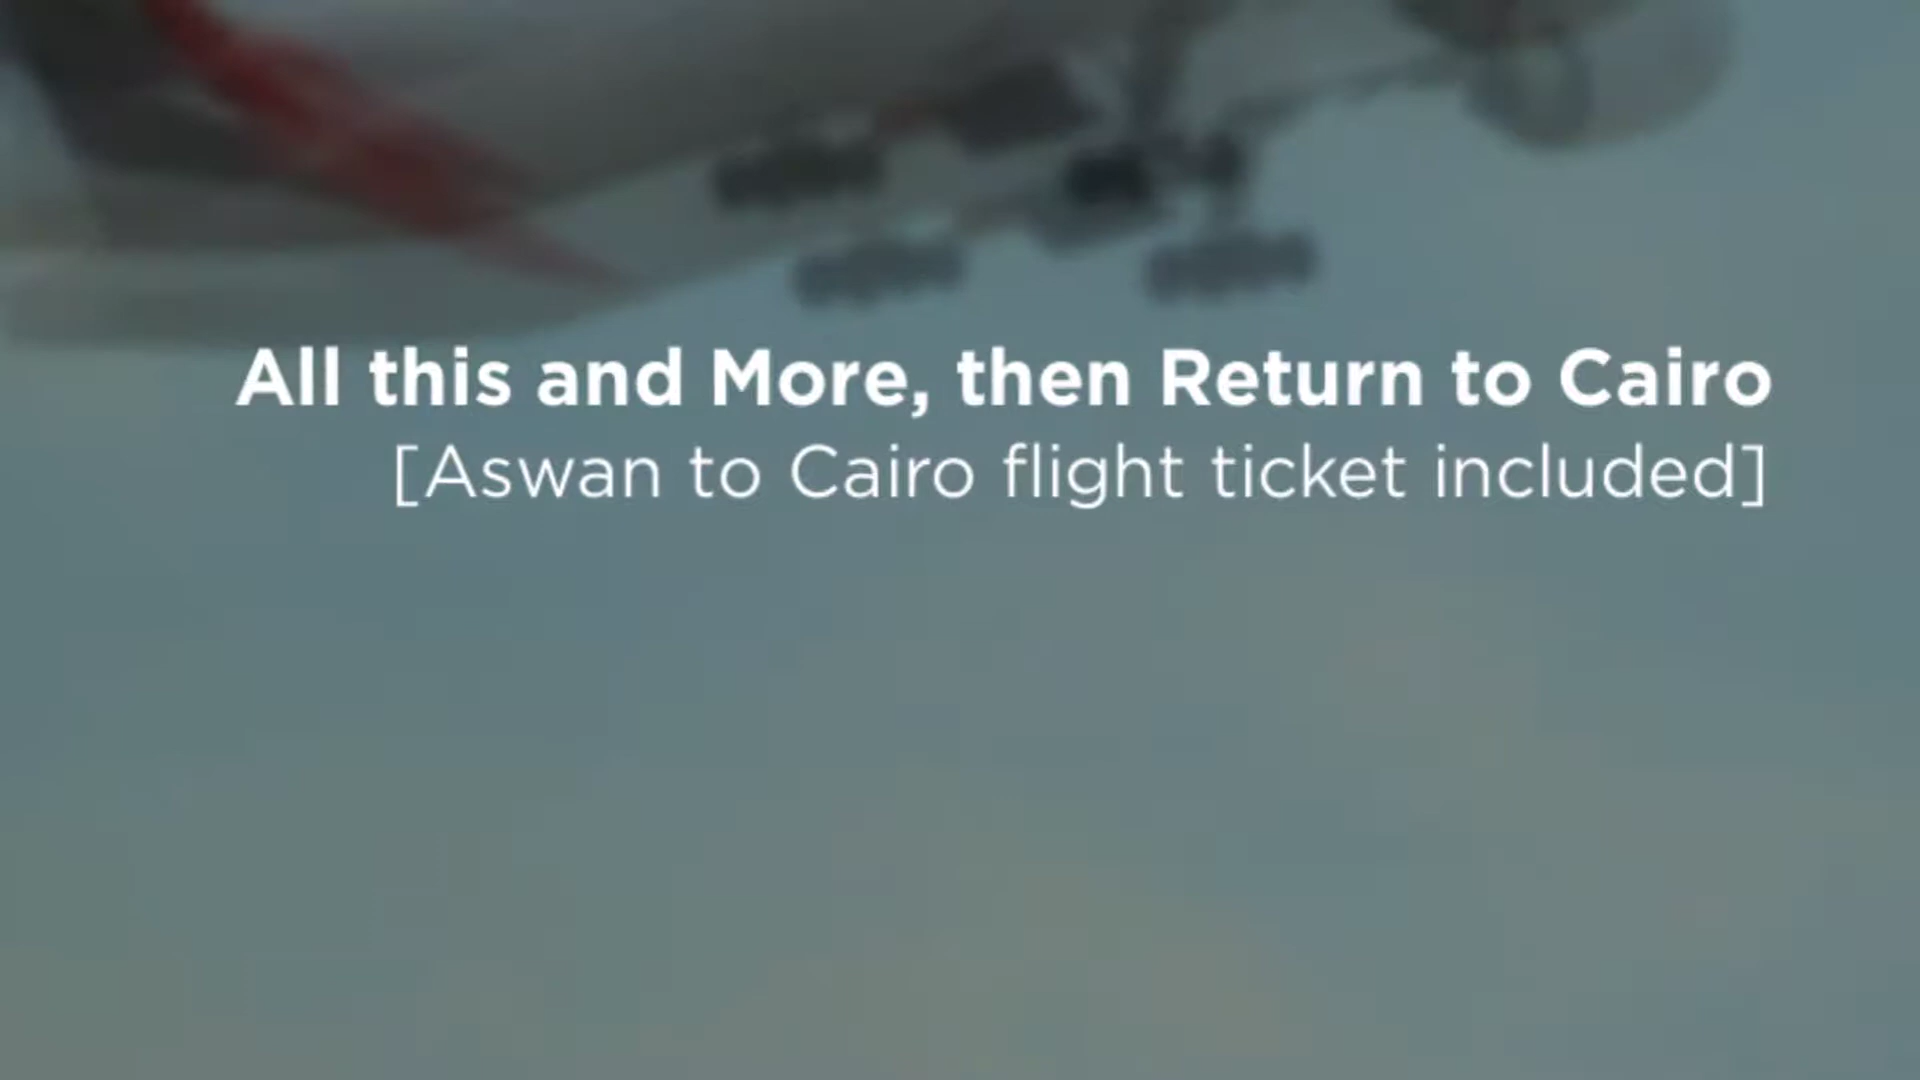 All this and More, then Return to Cairo
[Aswan to Cairo flight ticket included]